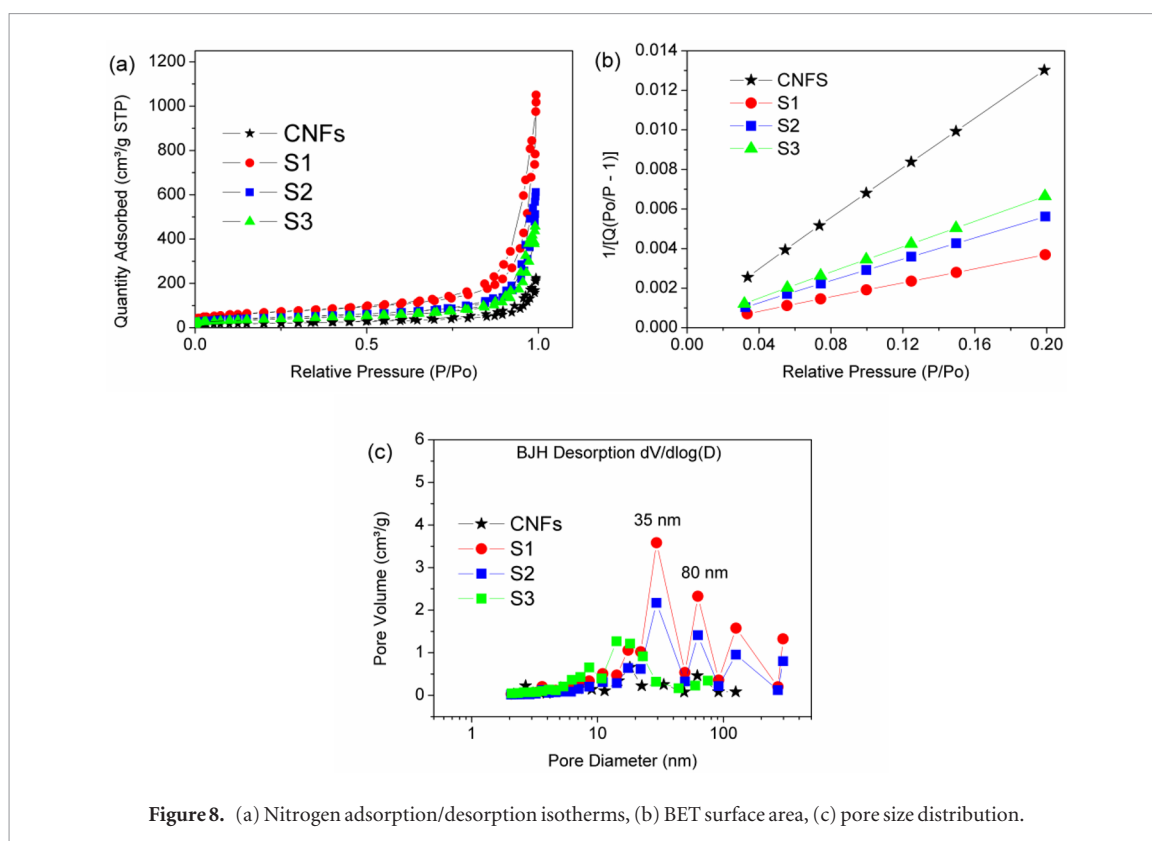 (a)
1200
1000
800
600
400
200
0
Quantity Adsorbed (cm³/g STP)
CNFs
S1
S2
S3
0.0
0.5
1.0
Relative Pressure (P/Po)
(b)
0.014
0.012
0.010
0.008
0.006
0.004
0.002
0.000
1/[Q(Po/P - 1)]
CNFS
S1
S2
S3
0.00
0.04
0.08
0.12
0.16
0.20
Relative Pressure (P/Po)
(c)
BJH Desorption dV/dlog(D)
6
5
4
3
2
1
0
Pore Volume (cm³/g)
CNFs
S1
S2
S3
35 nm
80 nm
1
10
100
Pore Diameter (nm)
Figure 8. (a) Nitrogen adsorption/desorption isotherms, (b) BET surface area, (c) pore size distribution.